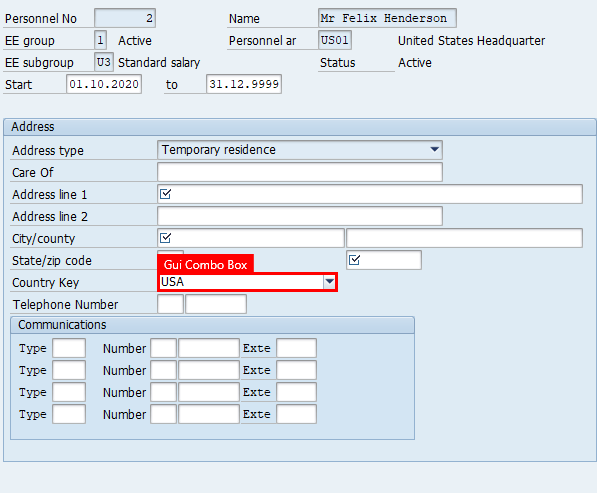 Personnel No 2 Name Mr Felix Henderson
EE group 1 Active Personnel ar US01 United States Headquarter
EE subgroup U3 Standard salary Status Active
Start 01.10.2020 to 31.12.9999
Address
Address type Temporary residence
Care Of
Address line 1
Address line 2
City/county
State/zip code
Gui Combo Box
Country Key USA
Telephone Number
Communications
Type Number Exte
Type Number Exte
Type Number Exte
Type Number Exte